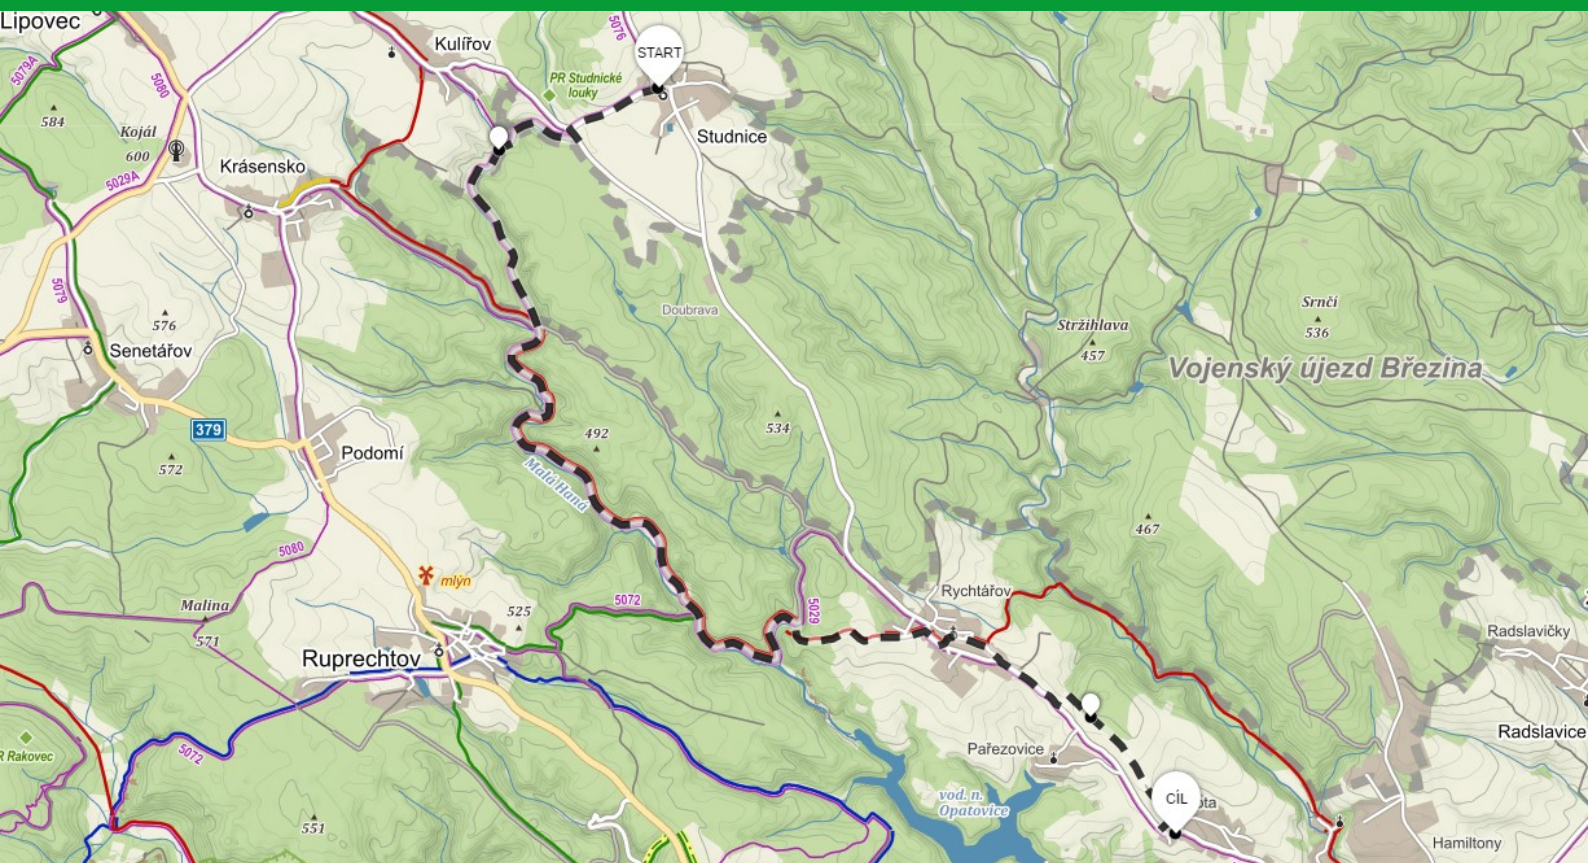 Lipovec
5079A
5080
584
Kojál
600
5029A
Krásensko
Kulířov
5076
START
PR Studnické
louky
Studnice
5079
576
Senetářov
379
572
Podomí
Doubrava
492
534
Malá Haná
Stržihlava
457
Srnčí
536
Vojenský újezd Březina
467
5080
mlýn
Malina
571
525
5072
5029
Rychtářov
Ruprechtov
Radslavičky
Radslavice
R Rakovec
5072
551
Pařezovice
vod. n.
Opatovice
CÍL
ota
Hamiltony